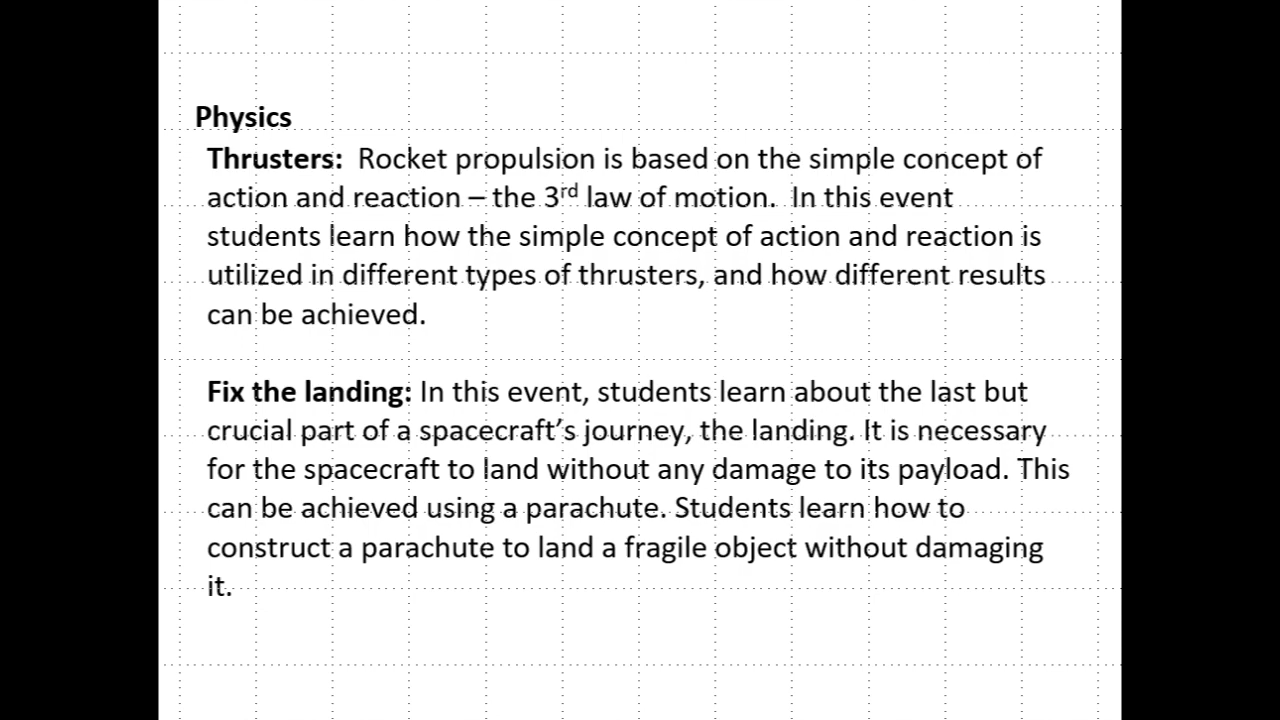 Physics
Thrusters:  Rocket propulsion is based on the simple concept of
action and reaction – the 3rd law of motion.  In this event
students learn how the simple concept of action and reaction is
utilized in different types of thrusters, and how different results
can be achieved.
Fix the landing: In this event, students learn about the last but
crucial part of a spacecraft’s journey, the landing. It is necessary
for the spacecraft to land without any damage to its payload. This
can be achieved using a parachute. Students learn how to
construct a parachute to land a fragile object without damaging
it.